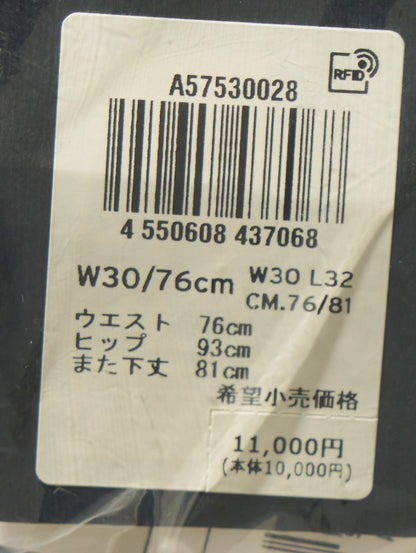 RFID
A57530028
4 550608 437068
W30/76cm
W30 L32
CM.76/81
ウエスト 76cm
ヒップ 93cm
また下丈 81cm
希望小売価格
11,000円
(本体10,000円)